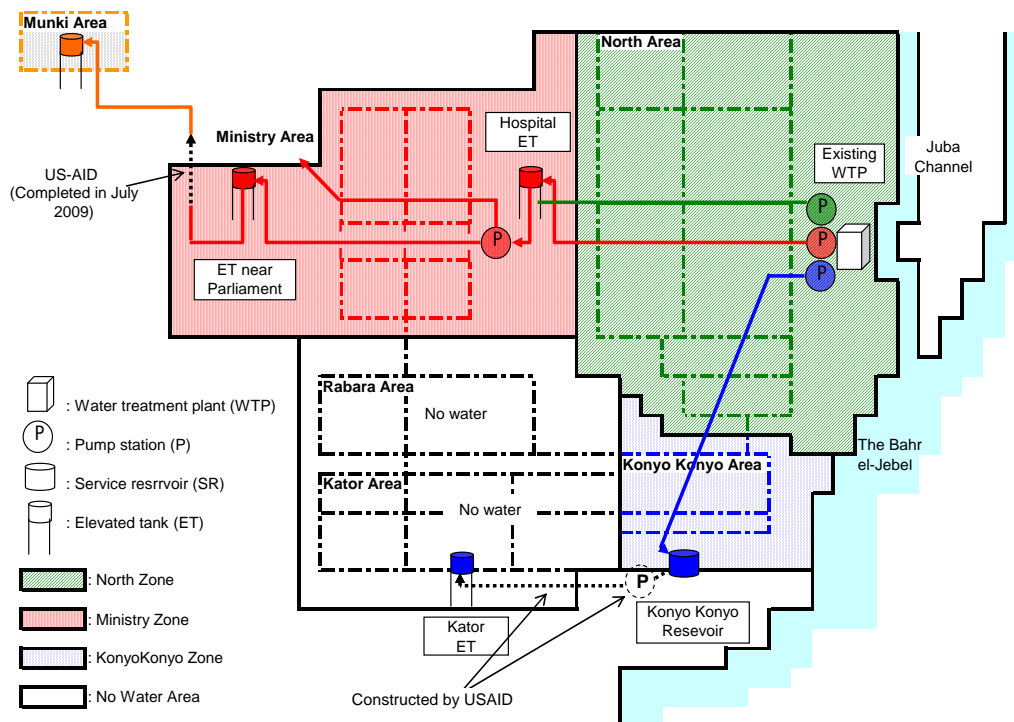 Munki Area
North Area
Ministry Area
Hospital
ET
Existing
WTP
Juba
Channel
US-AID
(Completed in July
2009)
P
P
P
P
ET near
Parliament
Rabara Area
No water
P
: Water treatment plant (WTP)
: Pump station (P)
: Service resrrvoir (SR)
: Elevated tank (ET)
The Bahr
el-Jebel
Konyo Konyo Area
Kator Area
No water
P
Kator
ET
Konyo Konyo
Resevoir
Constructed by USAID
: North Zone
: Ministry Zone
: KonyoKonyo Zone
: No Water Area